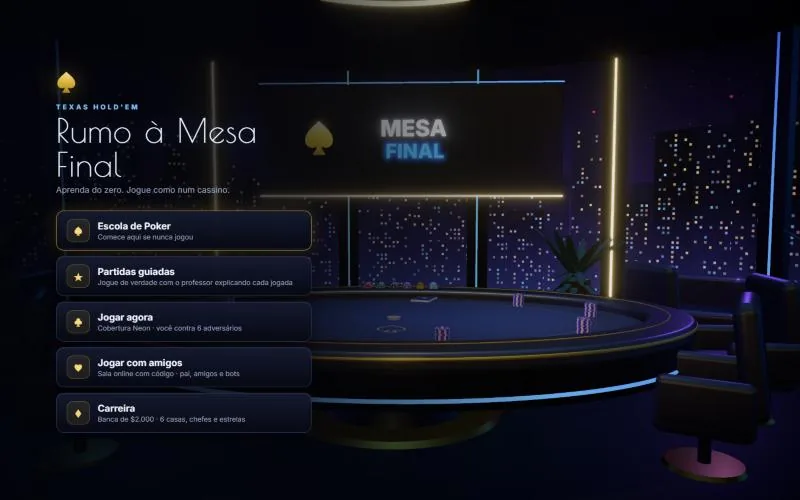 TEXAS HOLD'EM
Rumo à Mesa
Final
Aprenda do zero. Jogue como num cassino.
Escola de Poker
Comece aqui se nunca jogou
Partidas guiadas
Jogue de verdade com o professor explicando cada jogada
Jogar agora
Cobertura Neon · você contra 6 adversários
Jogar com amigos
Sala online com código · pai, amigos e bots
Carreira
Banca de $2.000 · 6 casas, chefes e estrelas
MESA
FINAL